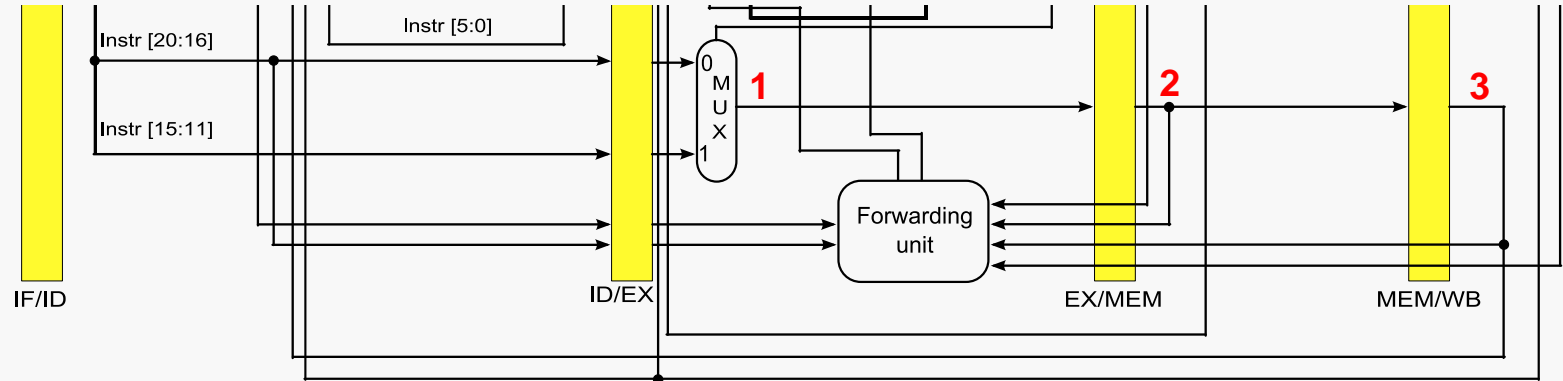 Instr [5:0]
Instr [20:16]
0
M
U
X
1
1
2
3
Instr [15:11]
Forwarding
unit
IF/ID
ID/EX
EX/MEM
MEM/WB